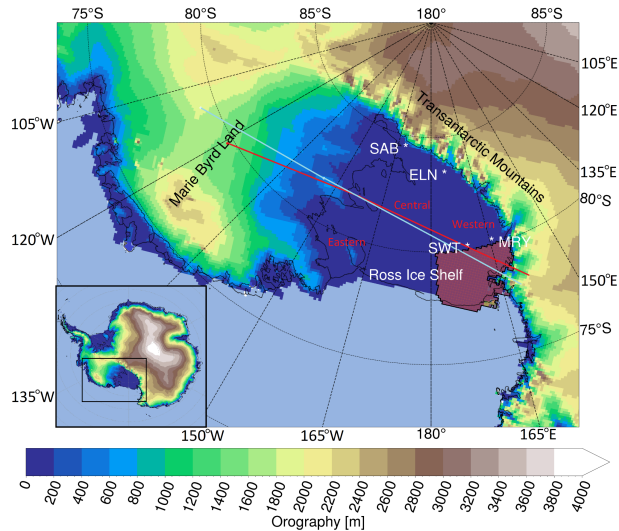 75°S
80°S
85°S
180°
85°S
105°E
120°E
135°E
80°S
150°E
75°S
165°E
180°
165°W
150°W
135°W
120°W
105°W
Marie Byrd Land
Transantarctic Mountains
SAB *
ELN *
Central
Western
Eastern
SWT *
* MRY
Ross Ice Shelf
0 200 400 600 800 1000 1200 1400 1600 1800 2000 2200 2400 2600 2800 3000 3200 3400 3600 3800 4000
Orography [m]